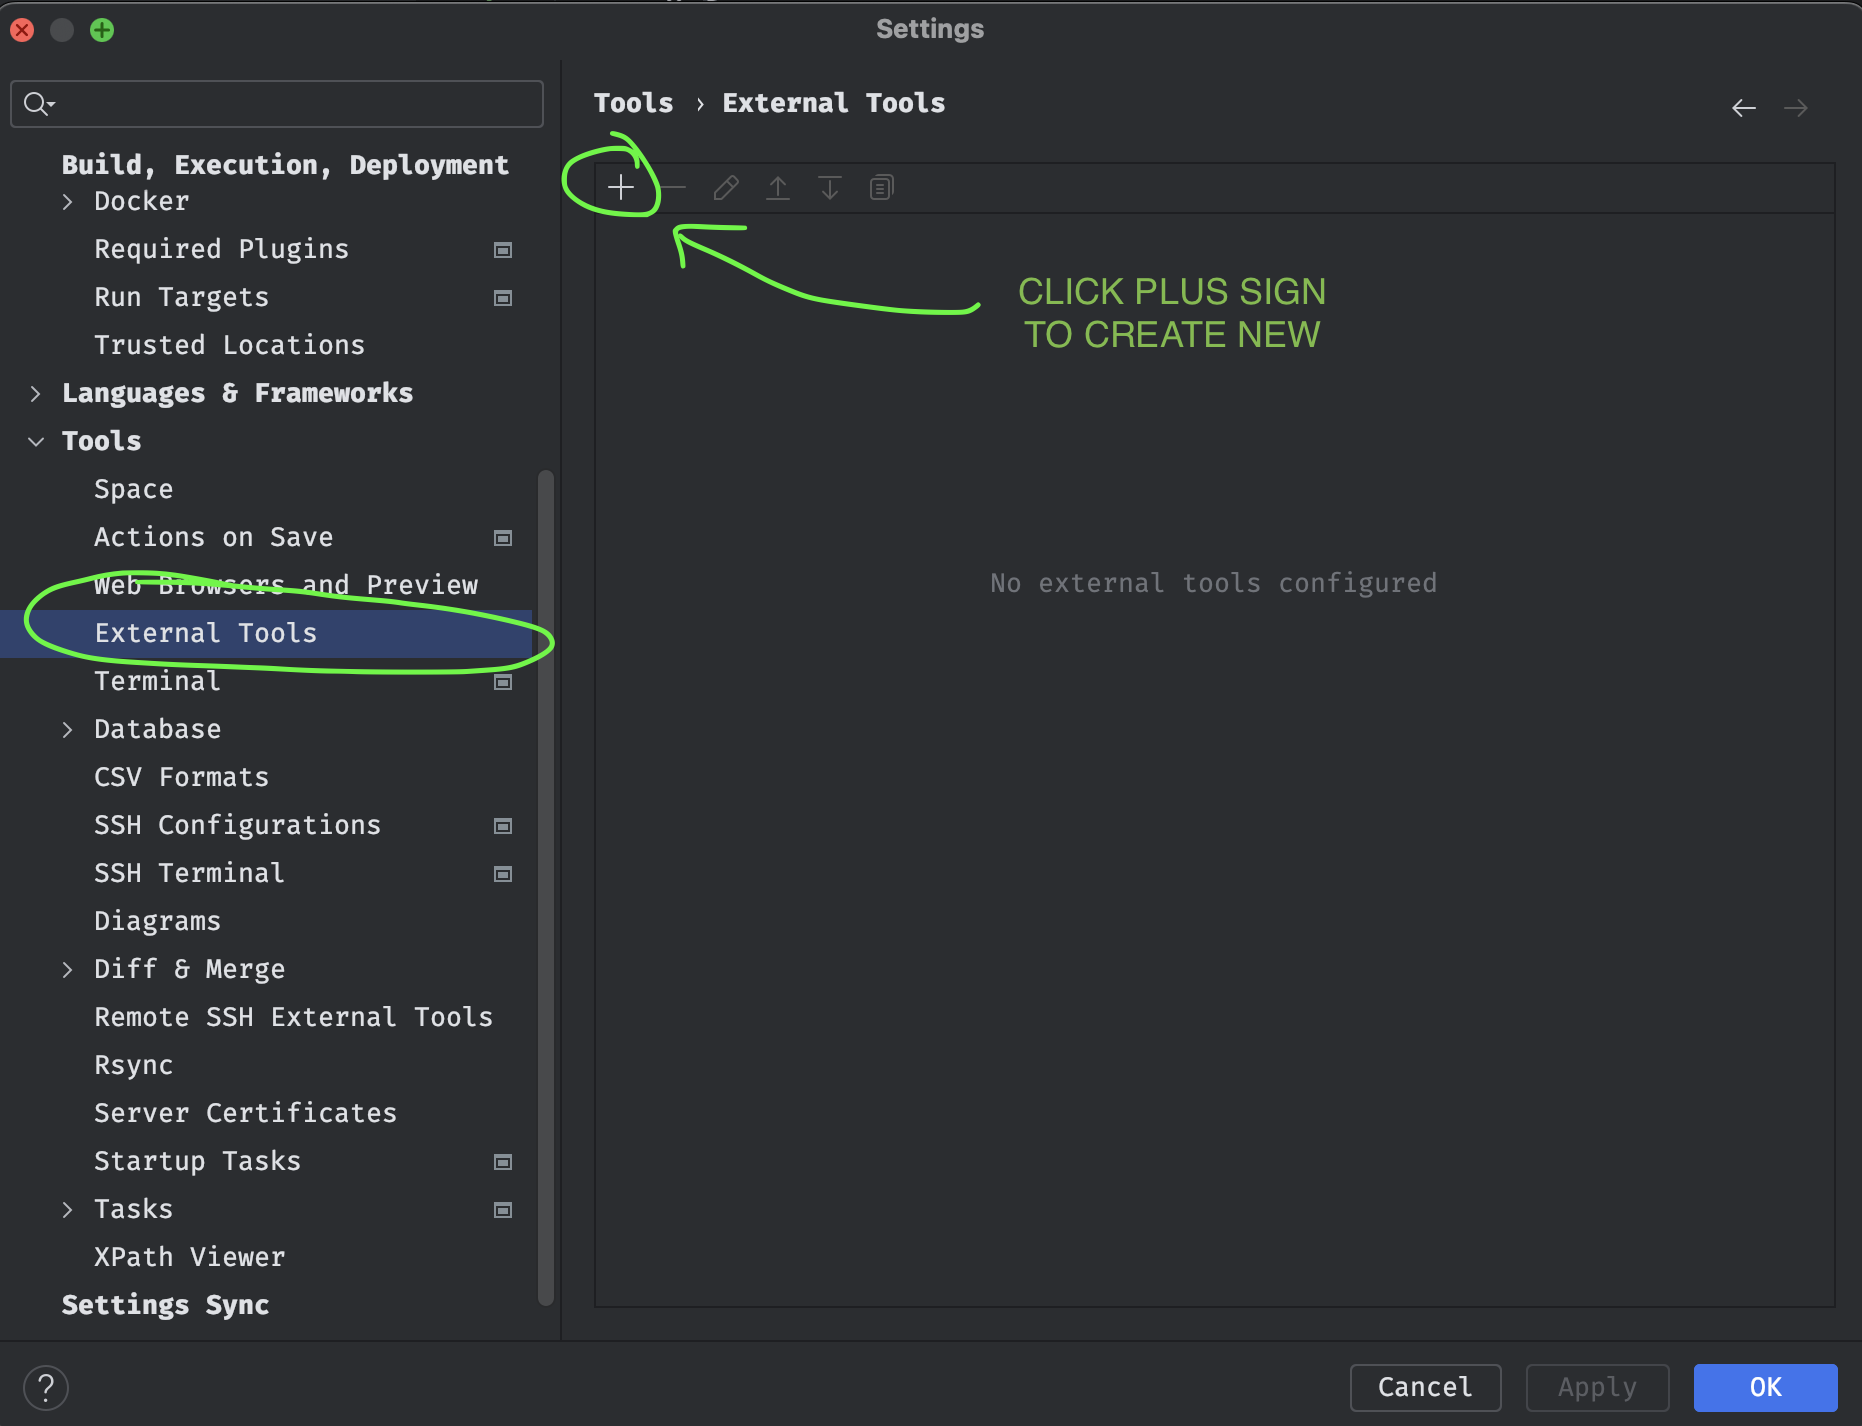 Settings
Build, Execution, Deployment
Docker
Required Plugins
Run Targets
Trusted Locations
Languages & Frameworks
Tools
Space
Actions on Save
Web Browsers and Preview
External Tools
Terminal
Database
CSV Formats
SSH Configurations
SSH Terminal
Diagrams
Diff & Merge
Remote SSH External Tools
Rsync
Server Certificates
Startup Tasks
Tasks
XPath Viewer
Settings Sync
Tools › External Tools
CLICK PLUS SIGN
TO CREATE NEW
No external tools configured
?
Cancel
Apply
OK